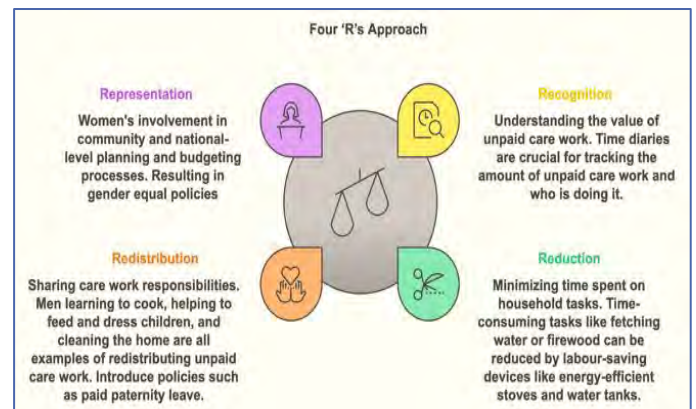 Four ‘R’s Approach
Representation
Women's involvement in
community and national-
level planning and budgeting
processes. Resulting in
gender equal policies
Recognition
Understanding the value of
unpaid care work. Time diaries
are crucial for tracking the
amount of unpaid care work and
who is doing it.
Redistribution
Sharing care work responsibilities.
Men learning to cook, helping to
feed and dress children, and
cleaning the home are all
examples of redistributing unpaid
care work. Introduce policies such
as paid paternity leave.
Reduction
Minimizing time spent on
household tasks. Time-
consuming tasks like fetching
water or firewood can be
reduced by labour-saving
devices like energy-efficient
stoves and water tanks.